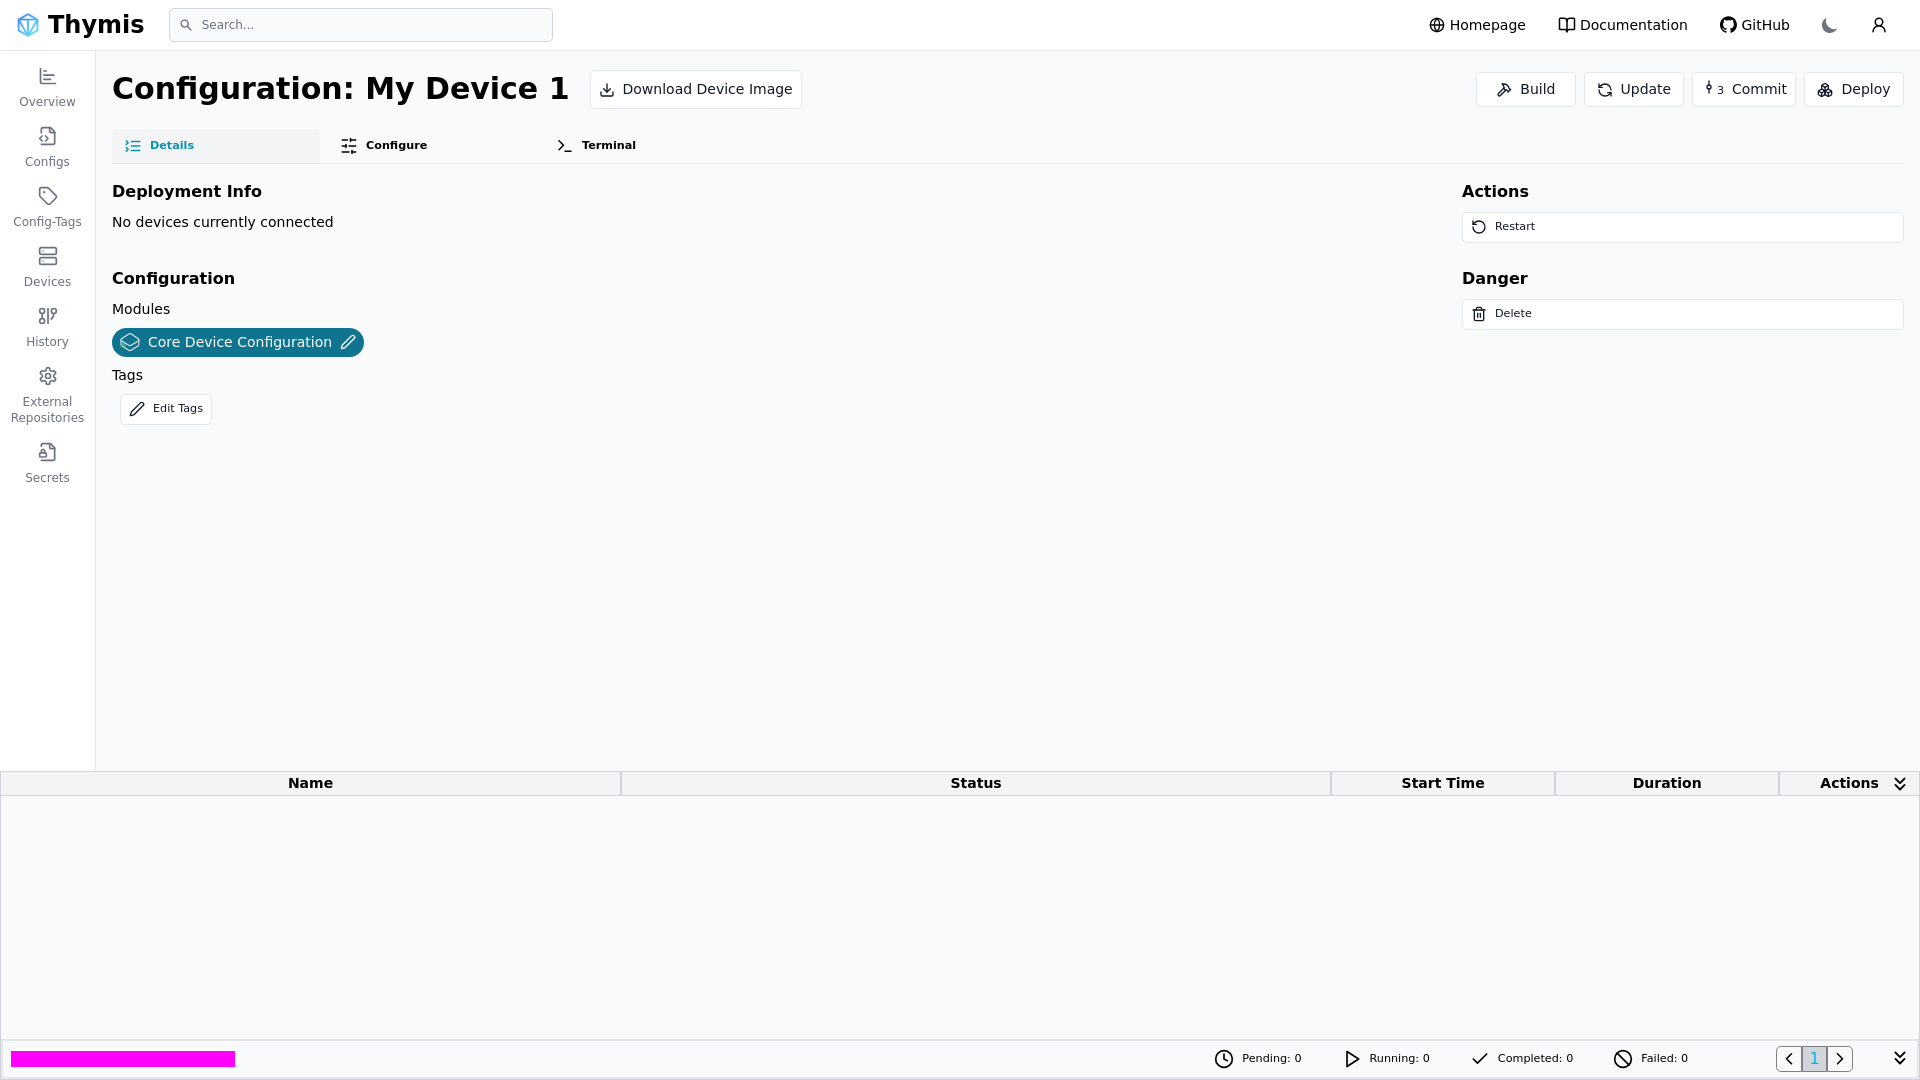 Thymis
Search...
Homepage
Documentation
GitHub
Overview
Configs
Config-Tags
Devices
History
External
Repositories
Secrets
Configuration: My Device 1
Download Device Image
Build
Update
3 Commit
Deploy
Details
Configure
Terminal
Deployment Info
No devices currently connected
Configuration
Modules
Core Device Configuration
Tags
Edit Tags
Actions
Restart
Danger
Delete
Name
Status
Start Time
Duration
Actions
Pending: 0
Running: 0
Completed: 0
Failed: 0
1